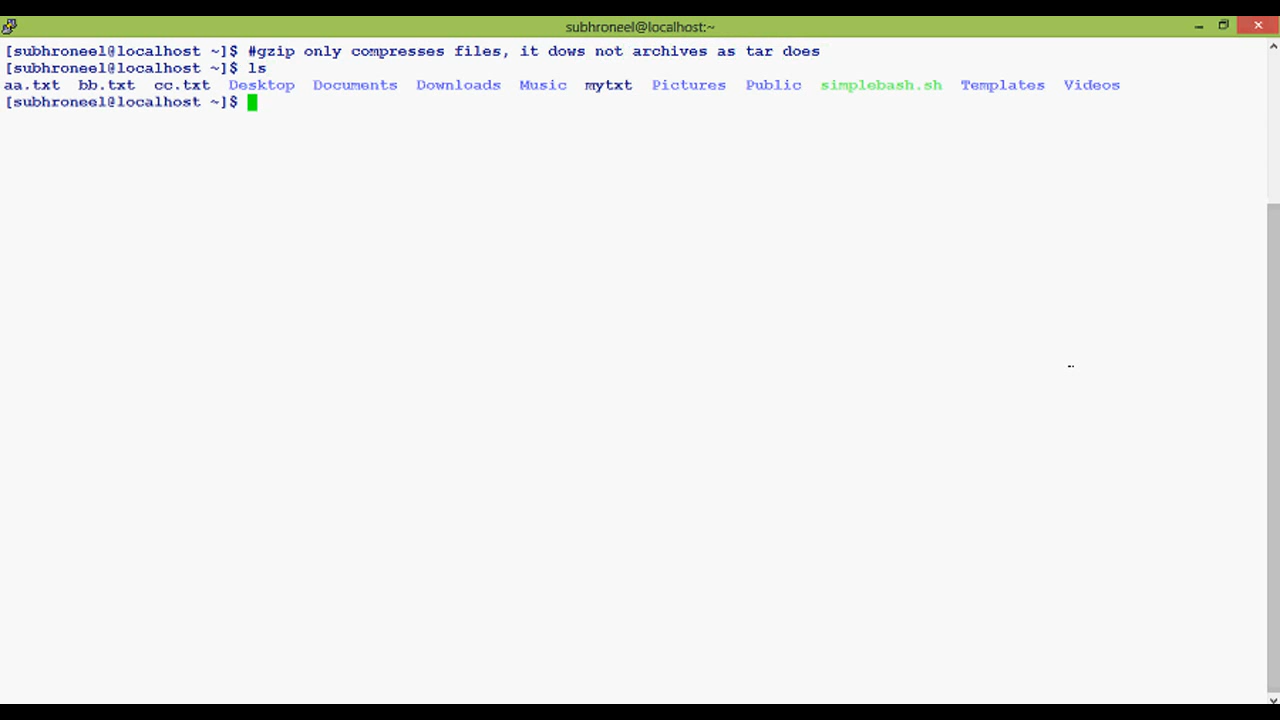 subhroneel@localhost:~
[subhroneel@localhost ~]$ #gzip only compresses files, it dows not archives as tar does
[subhroneel@localhost ~]$ ls
aa.txt  bb.txt  cc.txt  Desktop  Documents  Downloads  Music  mytxt  Pictures  Public  simplebash.sh  Templates  Videos
[subhroneel@localhost ~]$